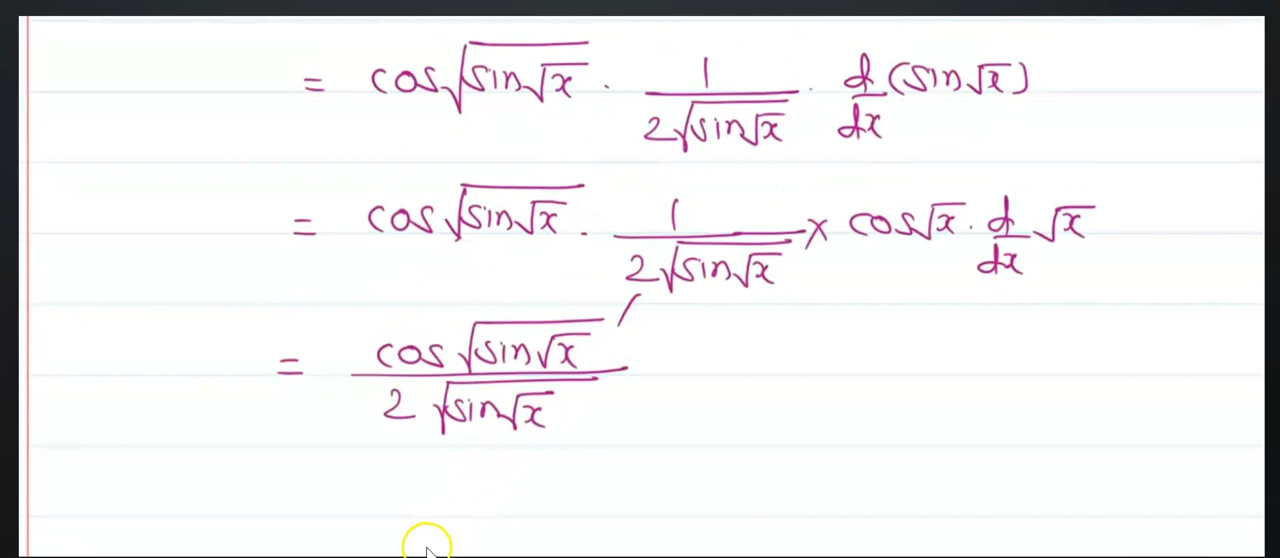 = cos√(sin√x) · 1/(2√(sin√x)) · d/dx (sin√x)
= cos√(sin√x) · 1/(2√(sin√x)) × cos√x · d/dx √x
= cos√(sin√x) / (2√(sin√x))